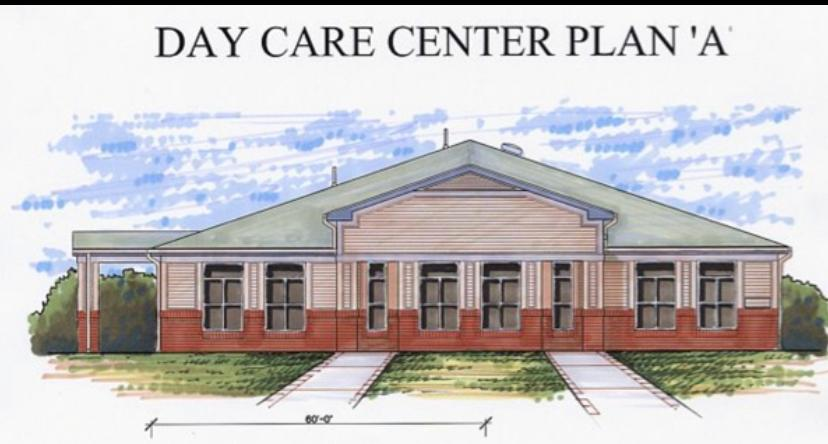 DAY CARE CENTER PLAN 'A'
60'-0"